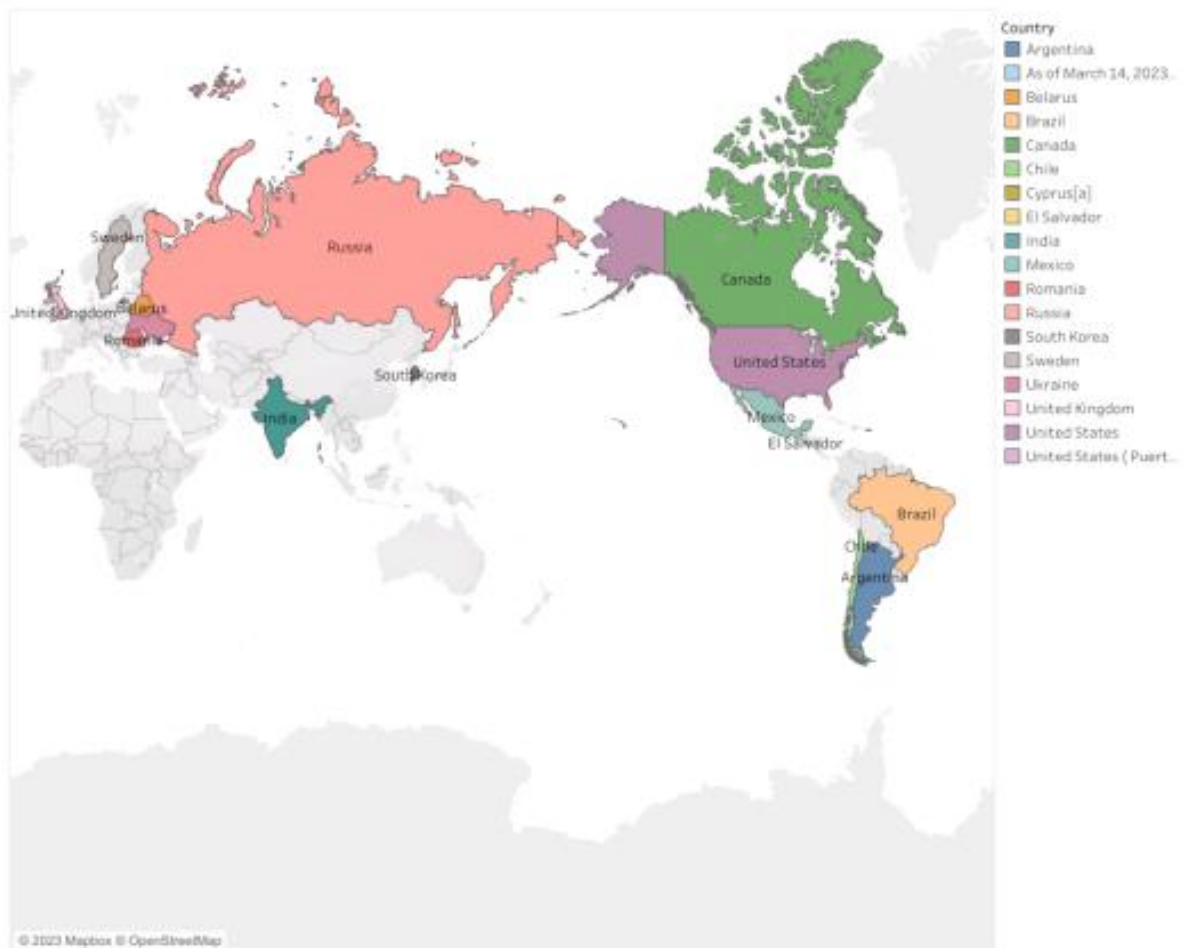 Country
Argentina
As of March 14, 2023..
Belarus
Brazil
Canada
Chile
Cyprus[a]
El Salvador
India
Mexico
Romania
Russia
South Korea
Sweden
Ukraine
United Kingdom
United States
United States ( Puert..
Sweden
Russia
Canada
United Kingdom
Belarus
Romania
United States
South Korea
India
Mexico
El Salvador
Brazil
Chile
Argentina
© 2023 Mapbox © OpenStreetMap